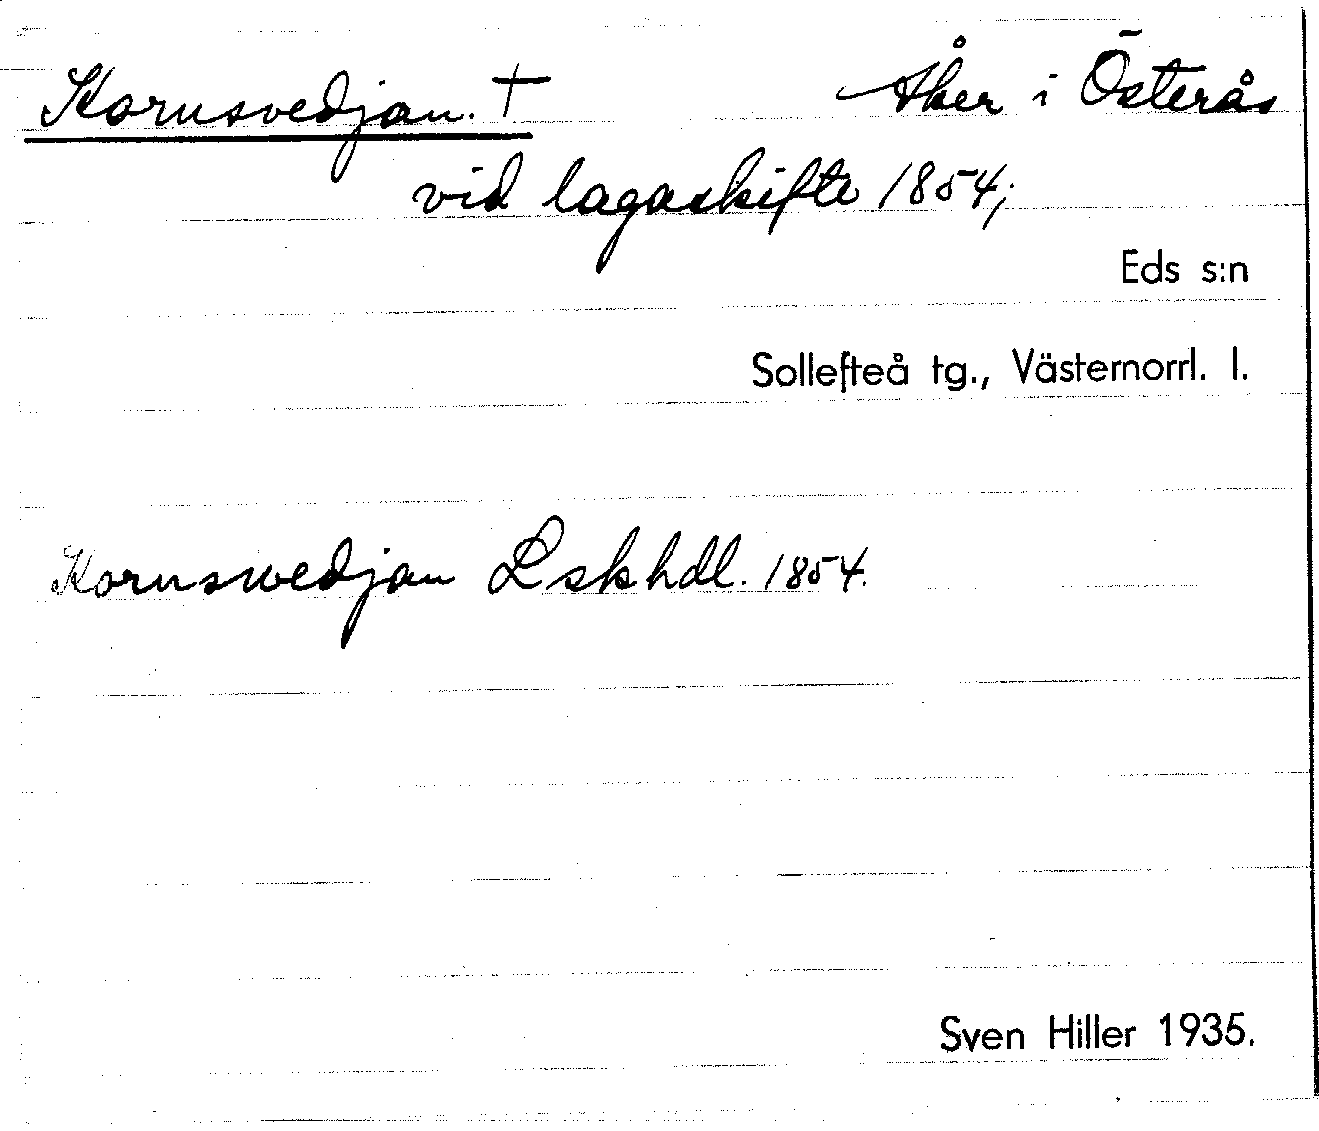 Kornsvedjan. † Åker i Österås
vid lagaskifte 1854;
Eds s:n
Sollefteå tg., Västernorrl. l.
Kornswedjan Lskhdl. 1854.
Sven Hiller 1935.